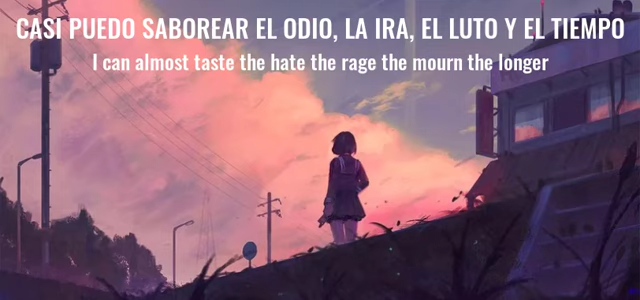 CASI PUEDO SABOREAR EL ODIO, LA IRA, EL LUTO Y EL TIEMPO
I can almost taste the hate the rage the mourn the longer